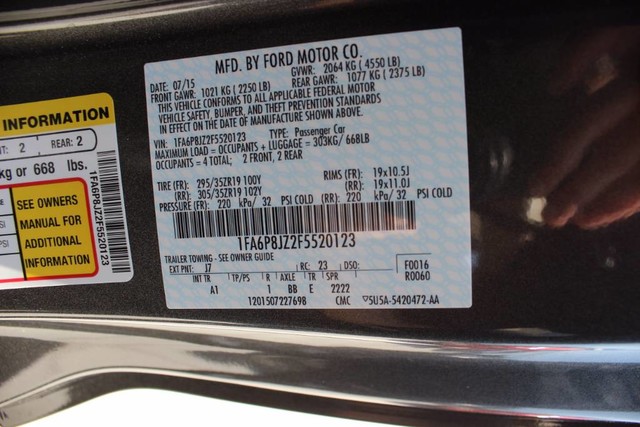 INFORMATION
NT: 2 REAR: 2
kg or 668 lbs.
SEE OWNERS
MANUAL FOR
ADDITIONAL
INFORMATION
1FA6P8JZ2F5520123
MFD. BY FORD MOTOR CO.
DATE: 07/15 GVWR: 2064 KG ( 4550 LB)
FRONT GAWR: 1021 KG ( 2250 LB) REAR GAWR: 1077 KG ( 2375 LB)
THIS VEHICLE CONFORMS TO ALL APPLICABLE FEDERAL MOTOR
VEHICLE SAFETY, BUMPER, AND THEFT PREVENTION STANDARDS
IN EFFECT ON THE DATE OF MANUFACTURE SHOWN ABOVE.
VIN: 1FA6P8JZ2F5520123 TYPE: Passenger Car
MAXIMUM LOAD = OCCUPANTS + LUGGAGE = 303KG/ 668LB
OCCUPANTS = 4 TOTAL; 2 FRONT, 2 REAR
TIRE (FR) 295/35ZR19 100Y RIMS (FR) 19x10.5J
(RR) 305/35ZR19 102Y (RR) 19x11.0J
PRESSURE (FR) 220 kPa/ 32 PSI COLD (RR) 220 kPa/ 32 PSI COLD
1FA6P8JZ2F5520123
TRAILER TOWING - SEE OWNER GUIDE
EXT PNT: J7 RC: 23 DSO: F0016
R0060
INT TR TP/PS R AXLE TR SPR
A1 1 BB E 2222
1201507227698 CMC 5U5A-5420472-AA